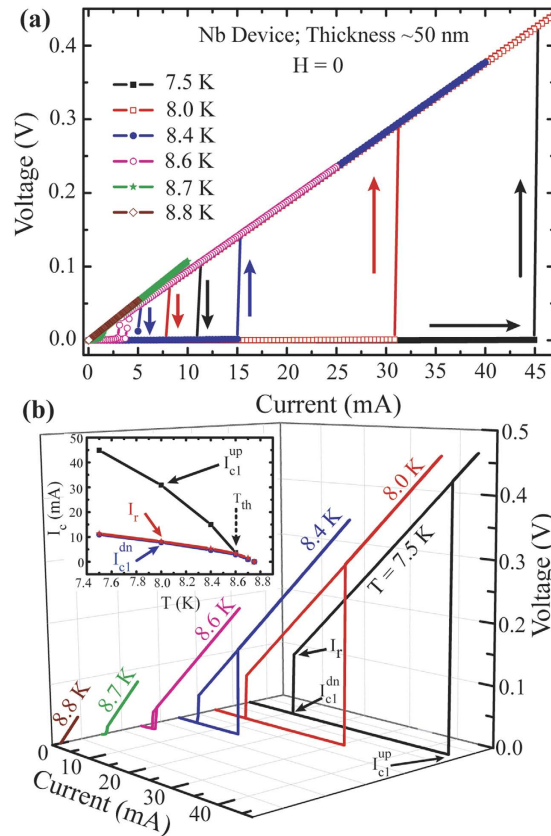 (a)
Nb Device; Thickness ~50 nm
H = 0
7.5 K
8.0 K
8.4 K
8.6 K
8.7 K
8.8 K
Voltage (V)
0.4
0.3
0.2
0.1
0.0
0 5 10 15 20 25 30 35 40 45
Current (mA)
(b)
50
40
30
20
10
0
I_c (mA)
I_c1^up
I_r
T_th
I_c1^dn
7.4 7.6 7.8 8.0 8.2 8.4 8.6 8.8
T (K)
8.8 K
8.7 K
8.6 K
8.4 K
8.0 K
T = 7.5 K
I_r
I_c1^dn
I_c1^up
0.5
0.4
0.3
0.2
0.1
0.0
Voltage (V)
0
10
20
30
40
Current (mA)